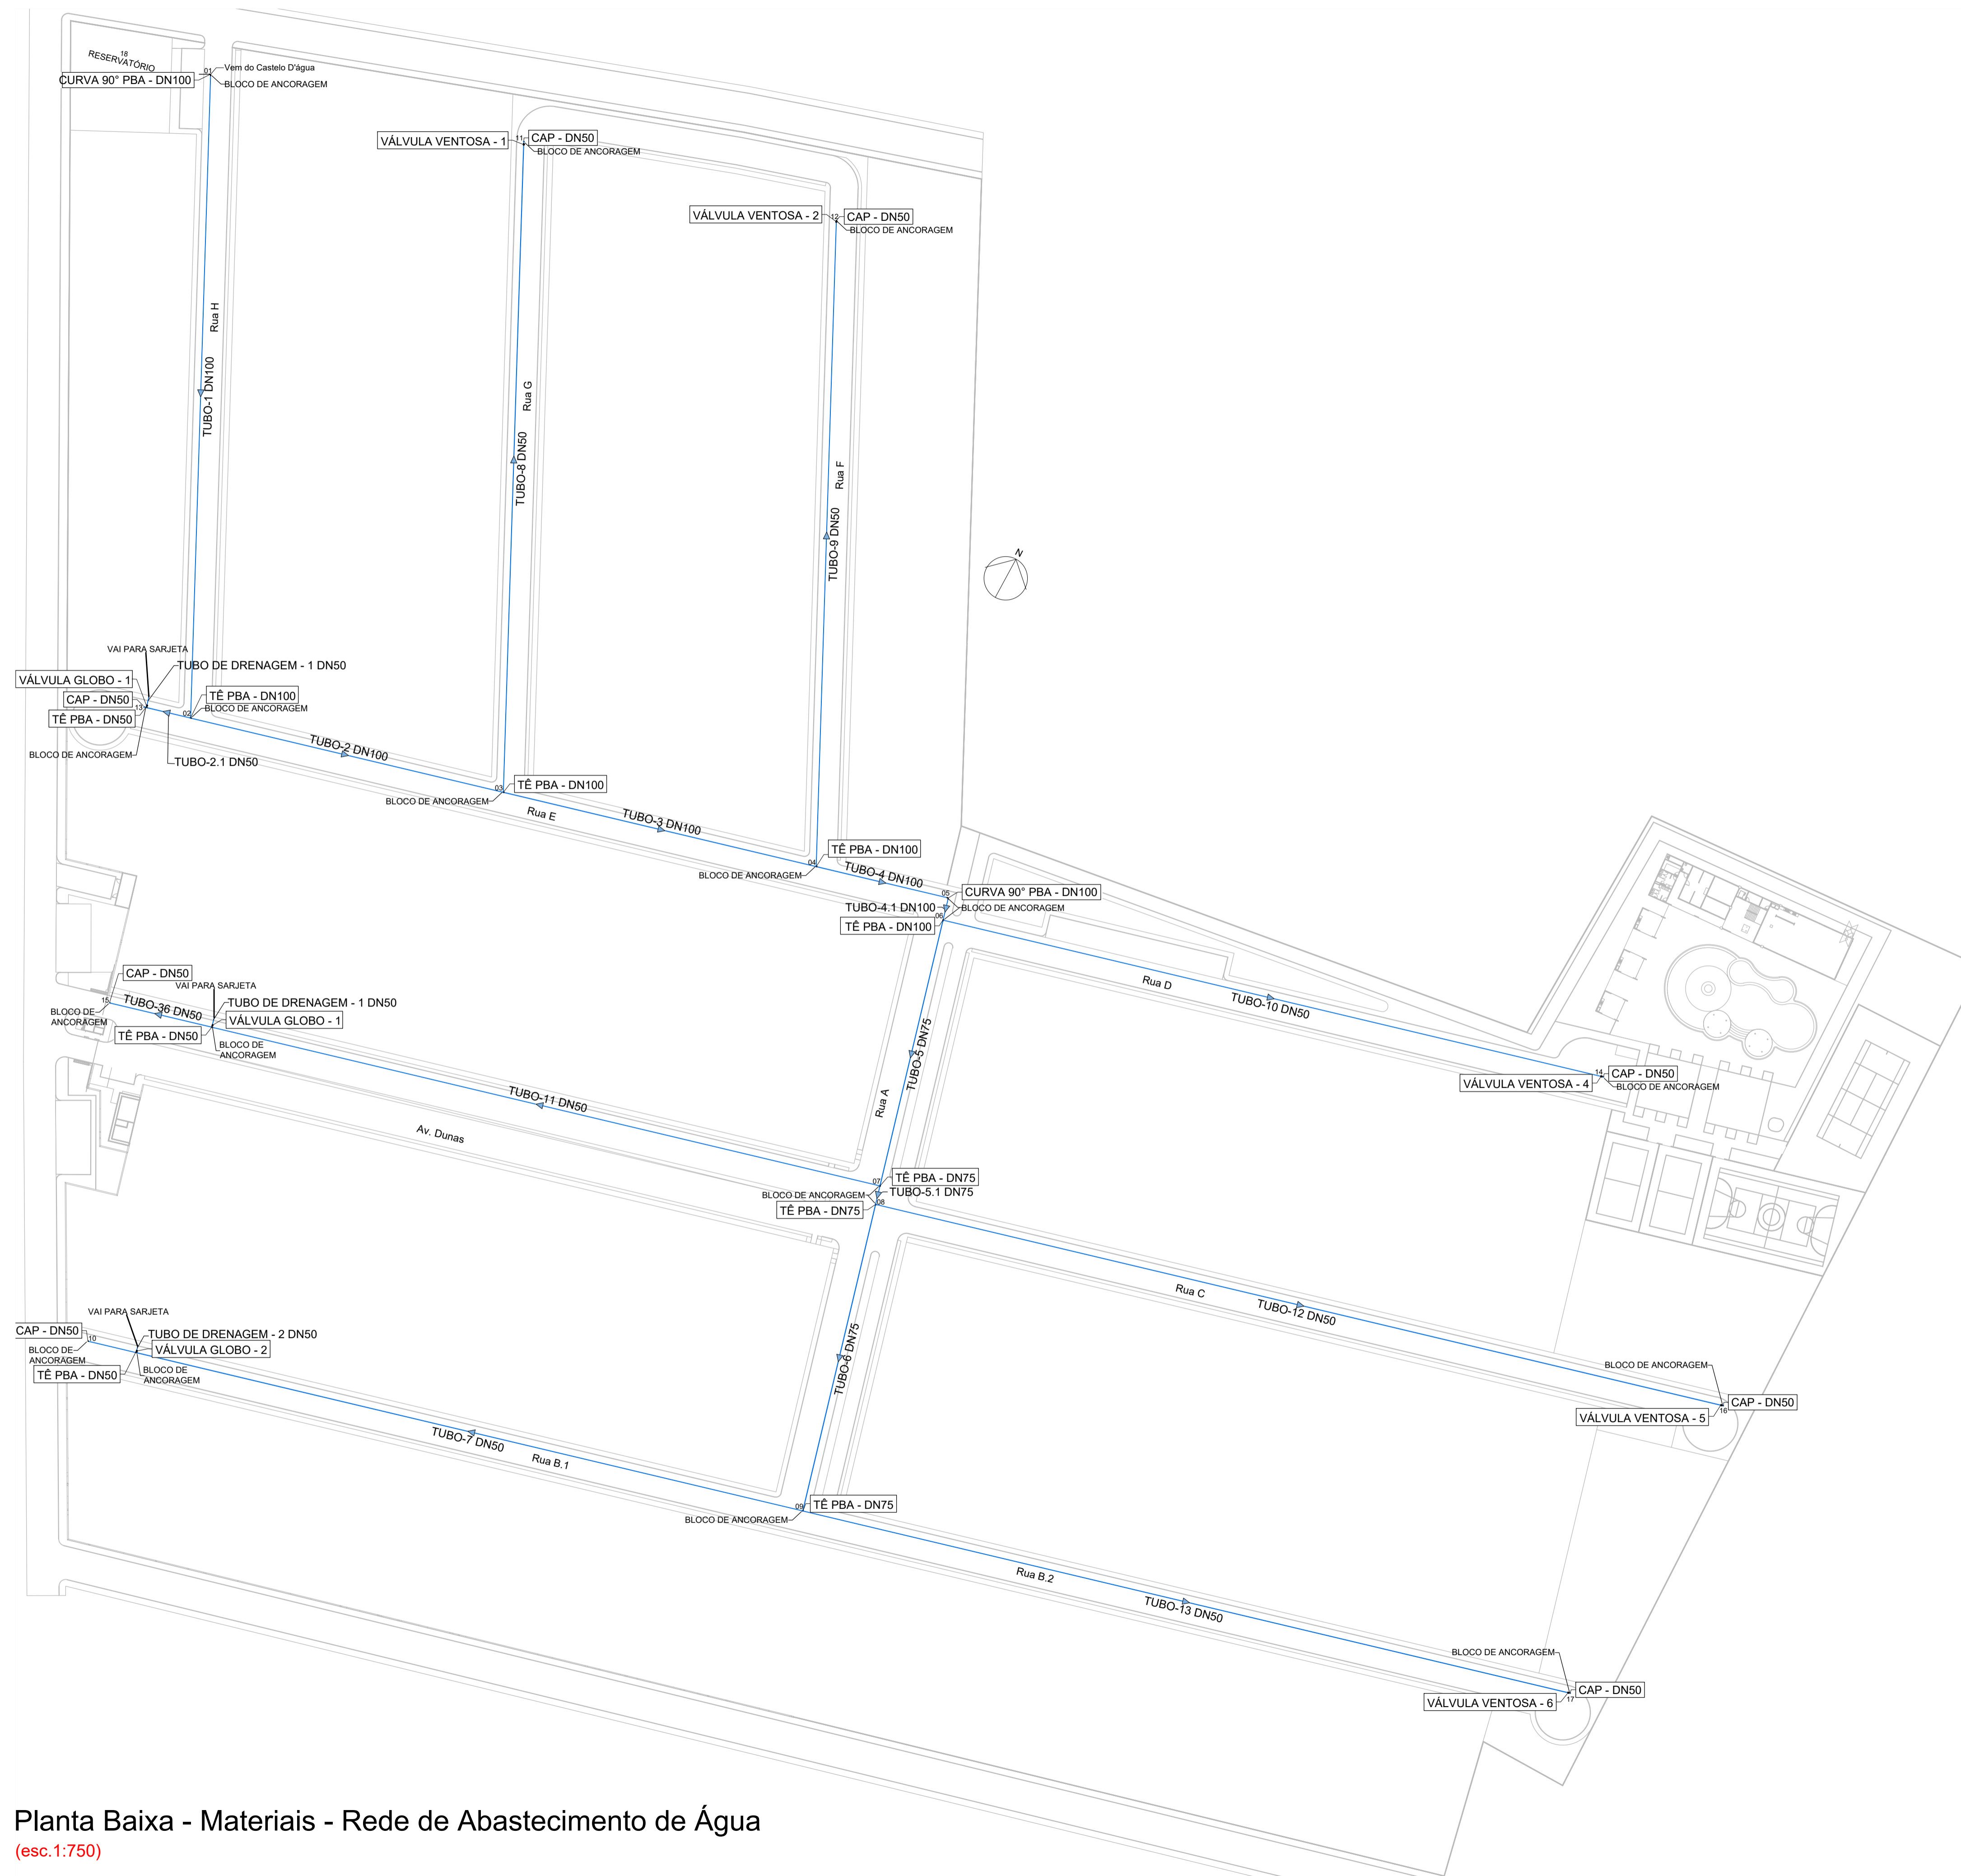 18
RESERVATÓRIO
01
Vem do Castelo D'água
CURVA 90° PBA - DN100
BLOCO DE ANCORAGEM
11
CAP - DN50
VÁLVULA VENTOSA - 1
BLOCO DE ANCORAGEM
VÁLVULA VENTOSA - 2
12
CAP - DN50
BLOCO DE ANCORAGEM
Rua H
TUBO-1 DN100
Rua G
TUBO-8 DN50
Rua F
TUBO-9 DN50
N
VAI PARA SARJETA
TUBO DE DRENAGEM - 1 DN50
VÁLVULA GLOBO - 1
CAP - DN50
13
TÊ PBA - DN50
BLOCO DE ANCORAGEM
TUBO-2.1 DN50
TÊ PBA - DN100
BLOCO DE ANCORAGEM
02
TUBO-2 DN100
TÊ PBA - DN100
03
BLOCO DE ANCORAGEM
Rua E
TUBO-3 DN100
TÊ PBA - DN100
04
BLOCO DE ANCORAGEM
TUBO-4 DN100
05
CURVA 90° PBA - DN100
TUBO-4.1 DN100
BLOCO DE ANCORAGEM
06
TÊ PBA - DN100
Rua D
TUBO-10 DN50
14
CAP - DN50
VÁLVULA VENTOSA - 4
BLOCO DE ANCORAGEM
CAP - DN50
VAI PARA SARJETA
15
TUBO-36 DN50
TUBO DE DRENAGEM - 1 DN50
BLOCO DE
ANCORAGEM
VÁLVULA GLOBO - 1
TÊ PBA - DN50
BLOCO DE
ANCORAGEM
TUBO-5 DN75
Rua A
TUBO-11 DN50
Av. Dunas
07
TÊ PBA - DN75
BLOCO DE ANCORAGEM
TUBO-5.1 DN75
08
TÊ PBA - DN75
Rua C
TUBO-12 DN50
VAI PARA SARJETA
CAP - DN50
TUBO DE DRENAGEM - 2 DN50
10
VÁLVULA GLOBO - 2
BLOCO DE
ANCORAGEM
TÊ PBA - DN50
BLOCO DE
ANCORAGEM
TUBO-6 DN75
BLOCO DE ANCORAGEM
CAP - DN50
16
VÁLVULA VENTOSA - 5
TUBO-7 DN50
Rua B.1
09
TÊ PBA - DN75
BLOCO DE ANCORAGEM
Rua B.2
TUBO-13 DN50
BLOCO DE ANCORAGEM
CAP - DN50
17
VÁLVULA VENTOSA - 6
Planta Baixa - Materiais - Rede de Abastecimento de Água
(esc.1:750)